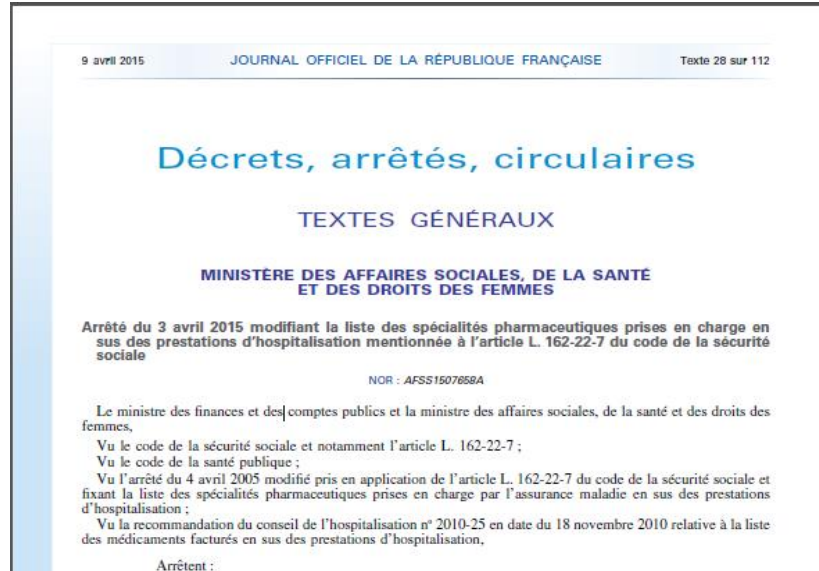 9 avril 2015 JOURNAL OFFICIEL DE LA RÉPUBLIQUE FRANÇAISE Texte 28 sur 112
Décrets, arrêtés, circulaires
TEXTES GÉNÉRAUX
MINISTÈRE DES AFFAIRES SOCIALES, DE LA SANTÉ
ET DES DROITS DES FEMMES
Arrêté du 3 avril 2015 modifiant la liste des spécialités pharmaceutiques prises en charge en
sus des prestations d'hospitalisation mentionnée à l'article L. 162-22-7 du code de la sécurité
sociale
NOR : AFSS1507658A
Le ministre des finances et des comptes publics et la ministre des affaires sociales, de la santé et des droits des
femmes,
Vu le code de la sécurité sociale et notamment l'article L. 162-22-7 ;
Vu le code de la santé publique ;
Vu l'arrêté du 4 avril 2005 modifié pris en application de l'article L. 162-22-7 du code de la sécurité sociale et
fixant la liste des spécialités pharmaceutiques prises en charge par l'assurance maladie en sus des prestations
d'hospitalisation ;
Vu la recommandation du conseil de l'hospitalisation nº 2010-25 en date du 18 novembre 2010 relative à la liste
des médicaments facturés en sus des prestations d'hospitalisation,
Arrêtent :